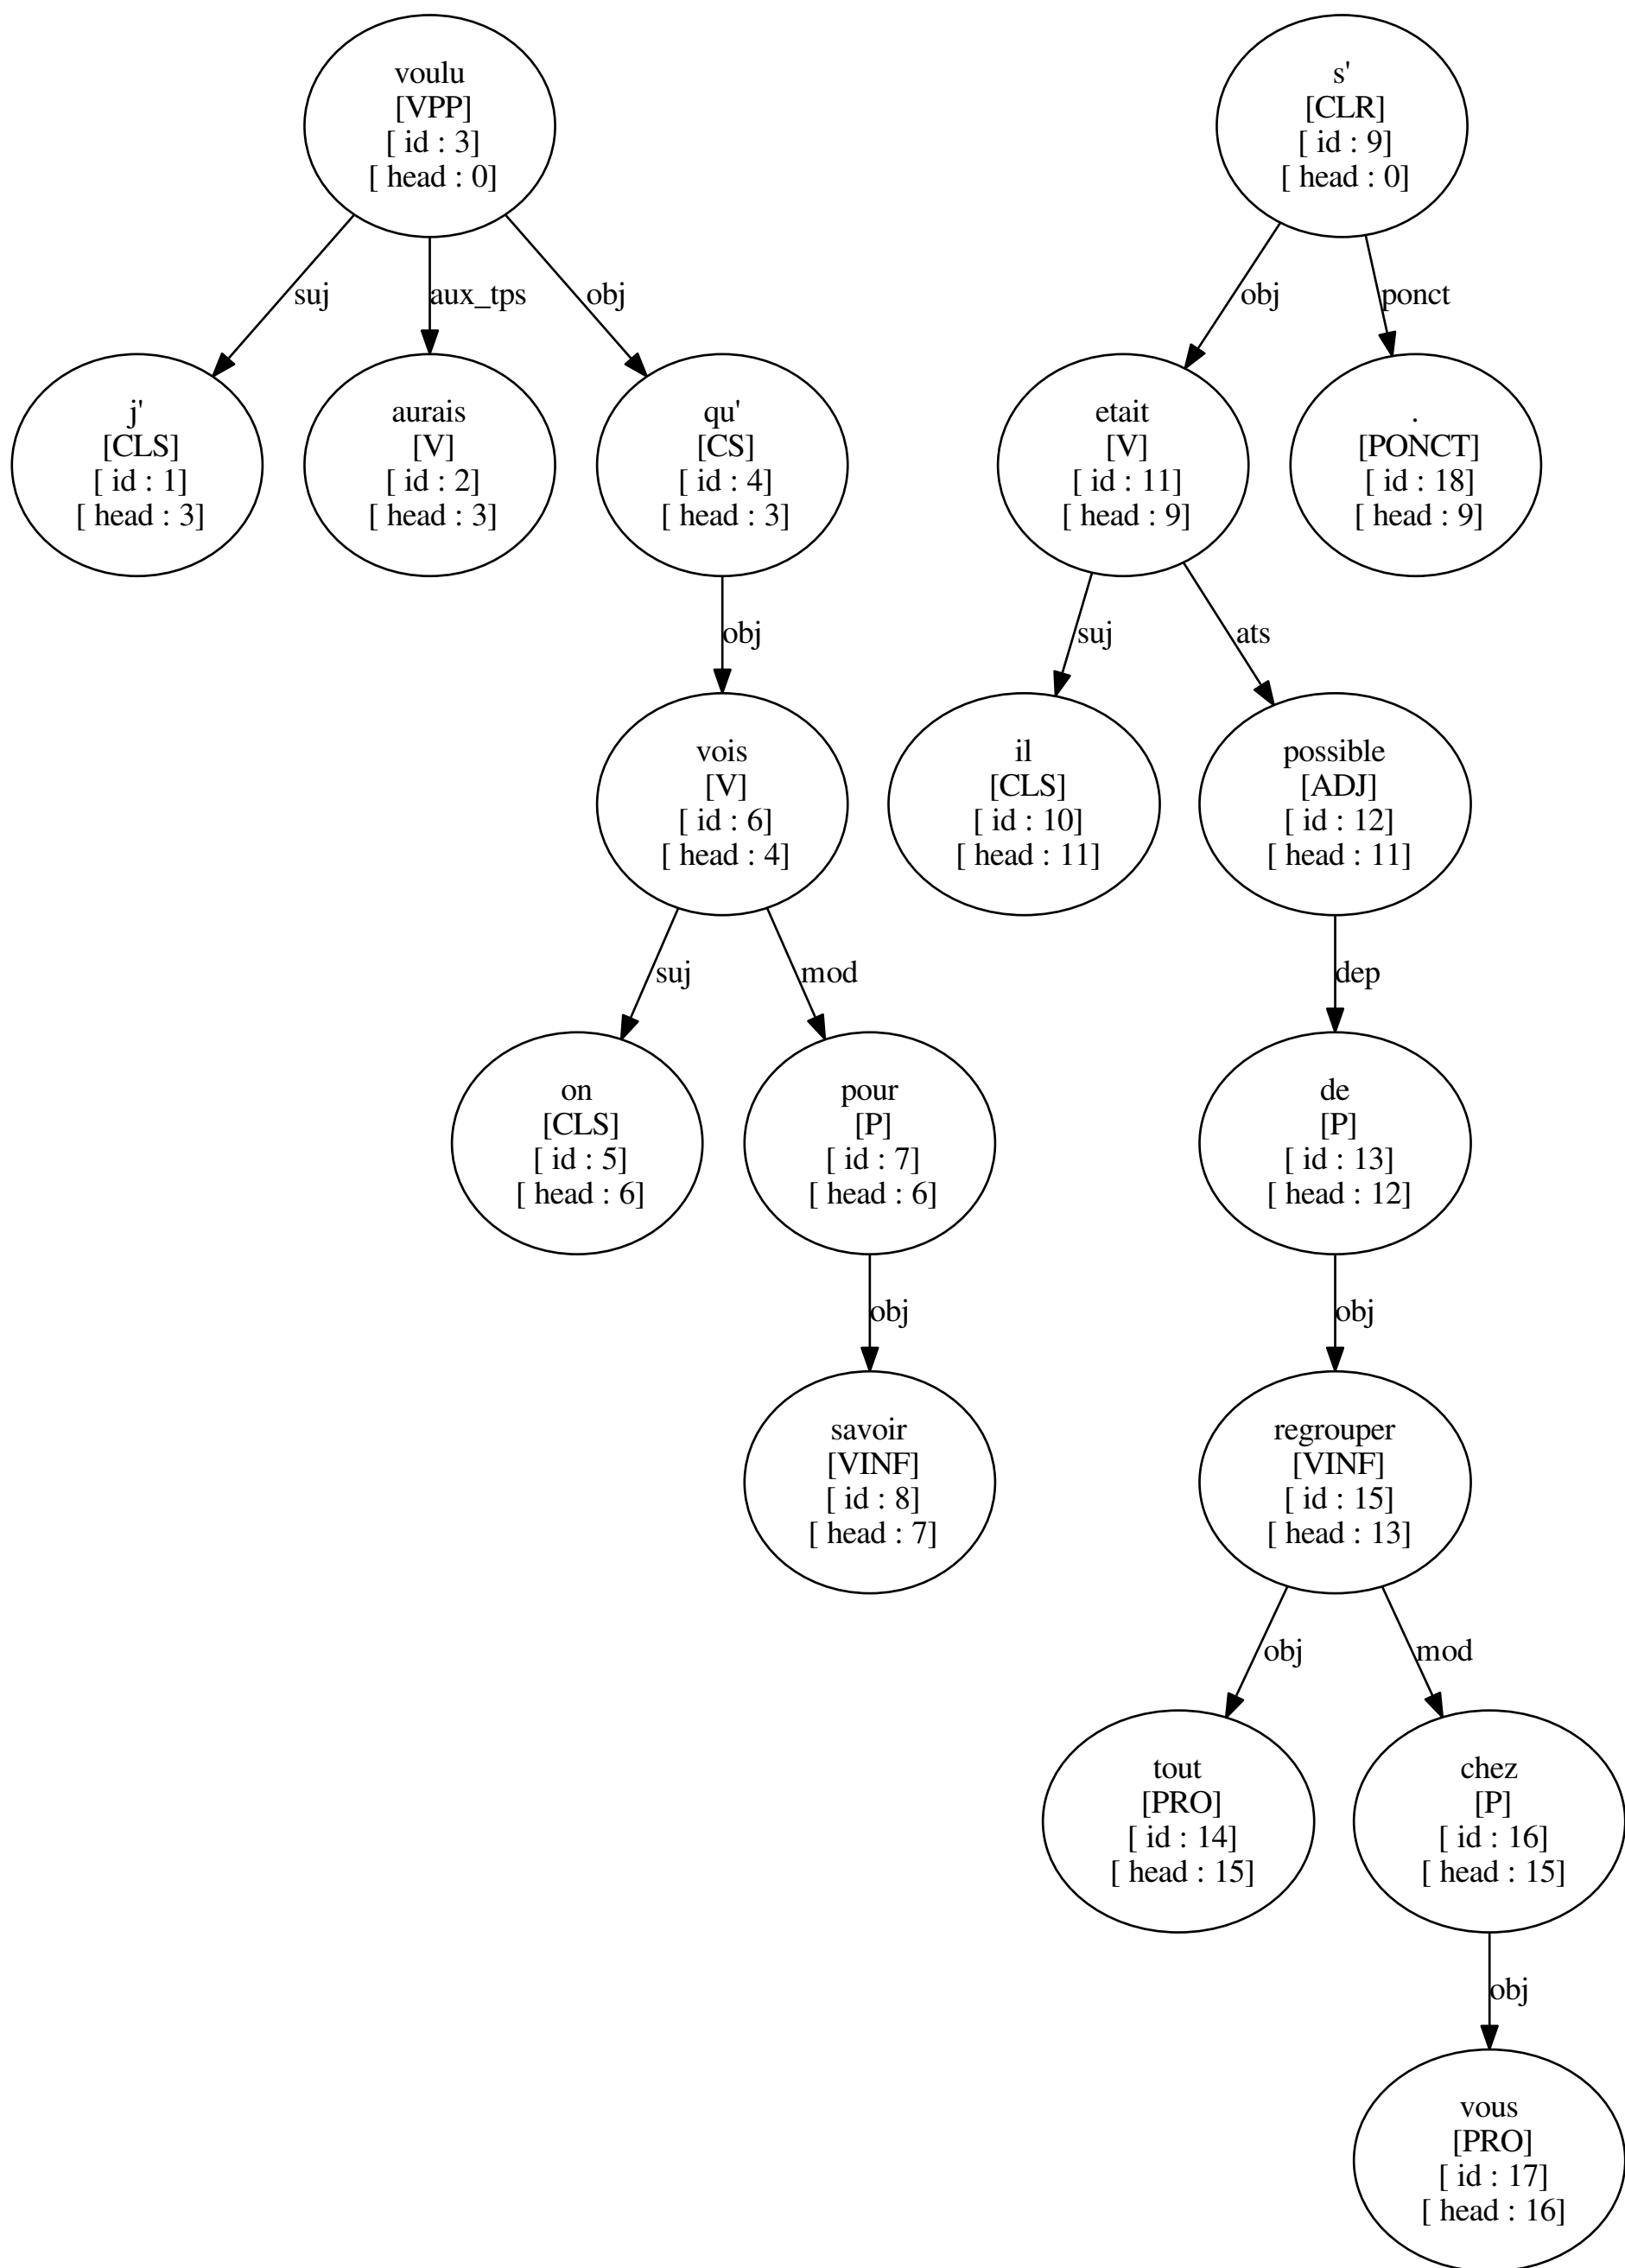 voulu
[VPP]
[ id : 3]
[ head : 0]
s'
[CLR]
[ id : 9]
[ head : 0]
suj
aux_tps
obj
obj
ponct
j'
[CLS]
[ id : 1]
[ head : 3]
aurais
[V]
[ id : 2]
[ head : 3]
qu'
[CS]
[ id : 4]
[ head : 3]
etait
[V]
[ id : 11]
[ head : 9]
.
[PONCT]
[ id : 18]
[ head : 9]
obj
suj
ats
vois
[V]
[ id : 6]
[ head : 4]
il
[CLS]
[ id : 10]
[ head : 11]
possible
[ADJ]
[ id : 12]
[ head : 11]
suj
mod
dep
on
[CLS]
[ id : 5]
[ head : 6]
pour
[P]
[ id : 7]
[ head : 6]
de
[P]
[ id : 13]
[ head : 12]
obj
obj
savoir
[VINF]
[ id : 8]
[ head : 7]
regrouper
[VINF]
[ id : 15]
[ head : 13]
obj
mod
tout
[PRO]
[ id : 14]
[ head : 15]
chez
[P]
[ id : 16]
[ head : 15]
obj
vous
[PRO]
[ id : 17]
[ head : 16]